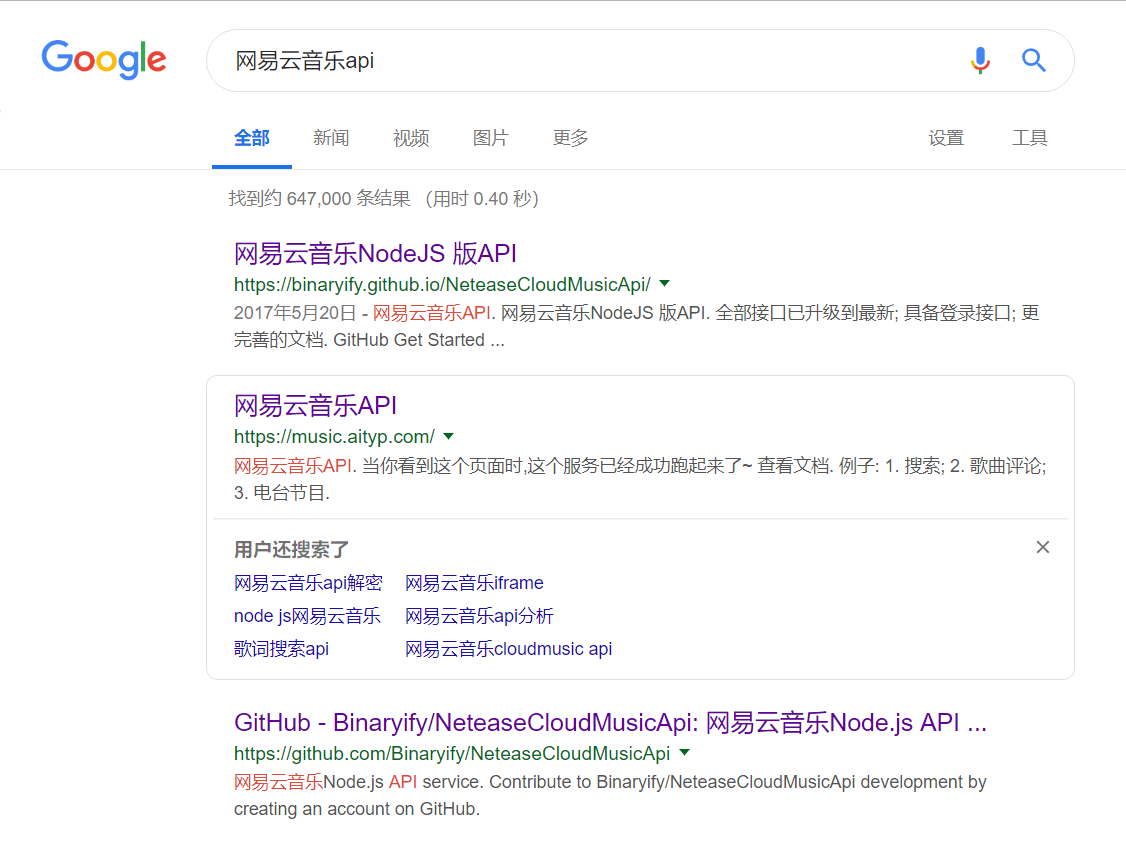 Google
网易云音乐api
全部 新闻 视频 图片 更多 设置 工具
找到约 647,000 条结果 （用时 0.40 秒）
网易云音乐NodeJS 版API
https://binaryify.github.io/NeteaseCloudMusicApi/
2017年5月20日 - 网易云音乐API. 网易云音乐NodeJS 版API. 全部接口已升级到最新; 具备登录接口; 更
完善的文档. GitHub Get Started ...
网易云音乐API
https://music.aityp.com/
网易云音乐API. 当你看到这个页面时,这个服务已经成功跑起来了~ 查看文档. 例子: 1. 搜索; 2. 歌曲评论;
3. 电台节目.
用户还搜索了
网易云音乐api解密 网易云音乐iframe
node js网易云音乐 网易云音乐api分析
歌词搜索api 网易云音乐cloudmusic api
GitHub - Binaryify/NeteaseCloudMusicApi: 网易云音乐Node.js API ...
https://github.com/Binaryify/NeteaseCloudMusicApi
网易云音乐Node.js API service. Contribute to Binaryify/NeteaseCloudMusicApi development by
creating an account on GitHub.